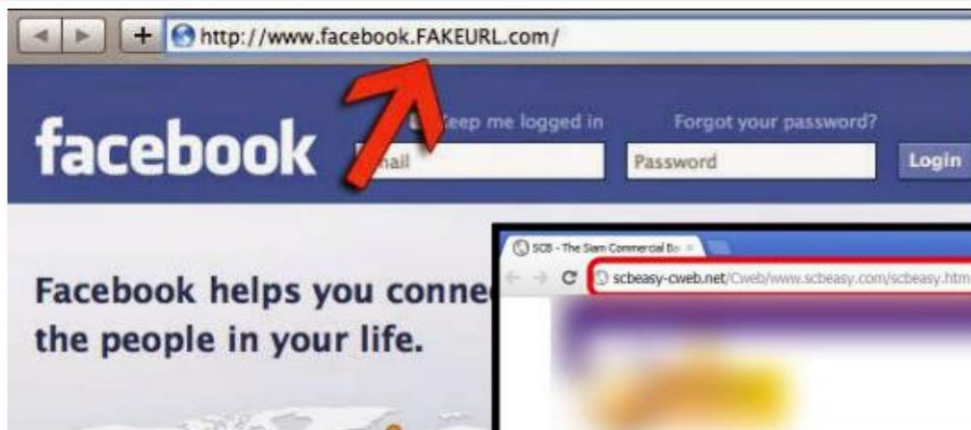 http://www.facebook.FAKEURL.com/
facebook
Keep me logged in
Forgot your password?
Password
Login
Facebook helps you conne
the people in your life.
SCB - The Siam Commercial Ba
scbeasy-cweb.net/Cweb/www.scbeasy.com/scbeasy.htm